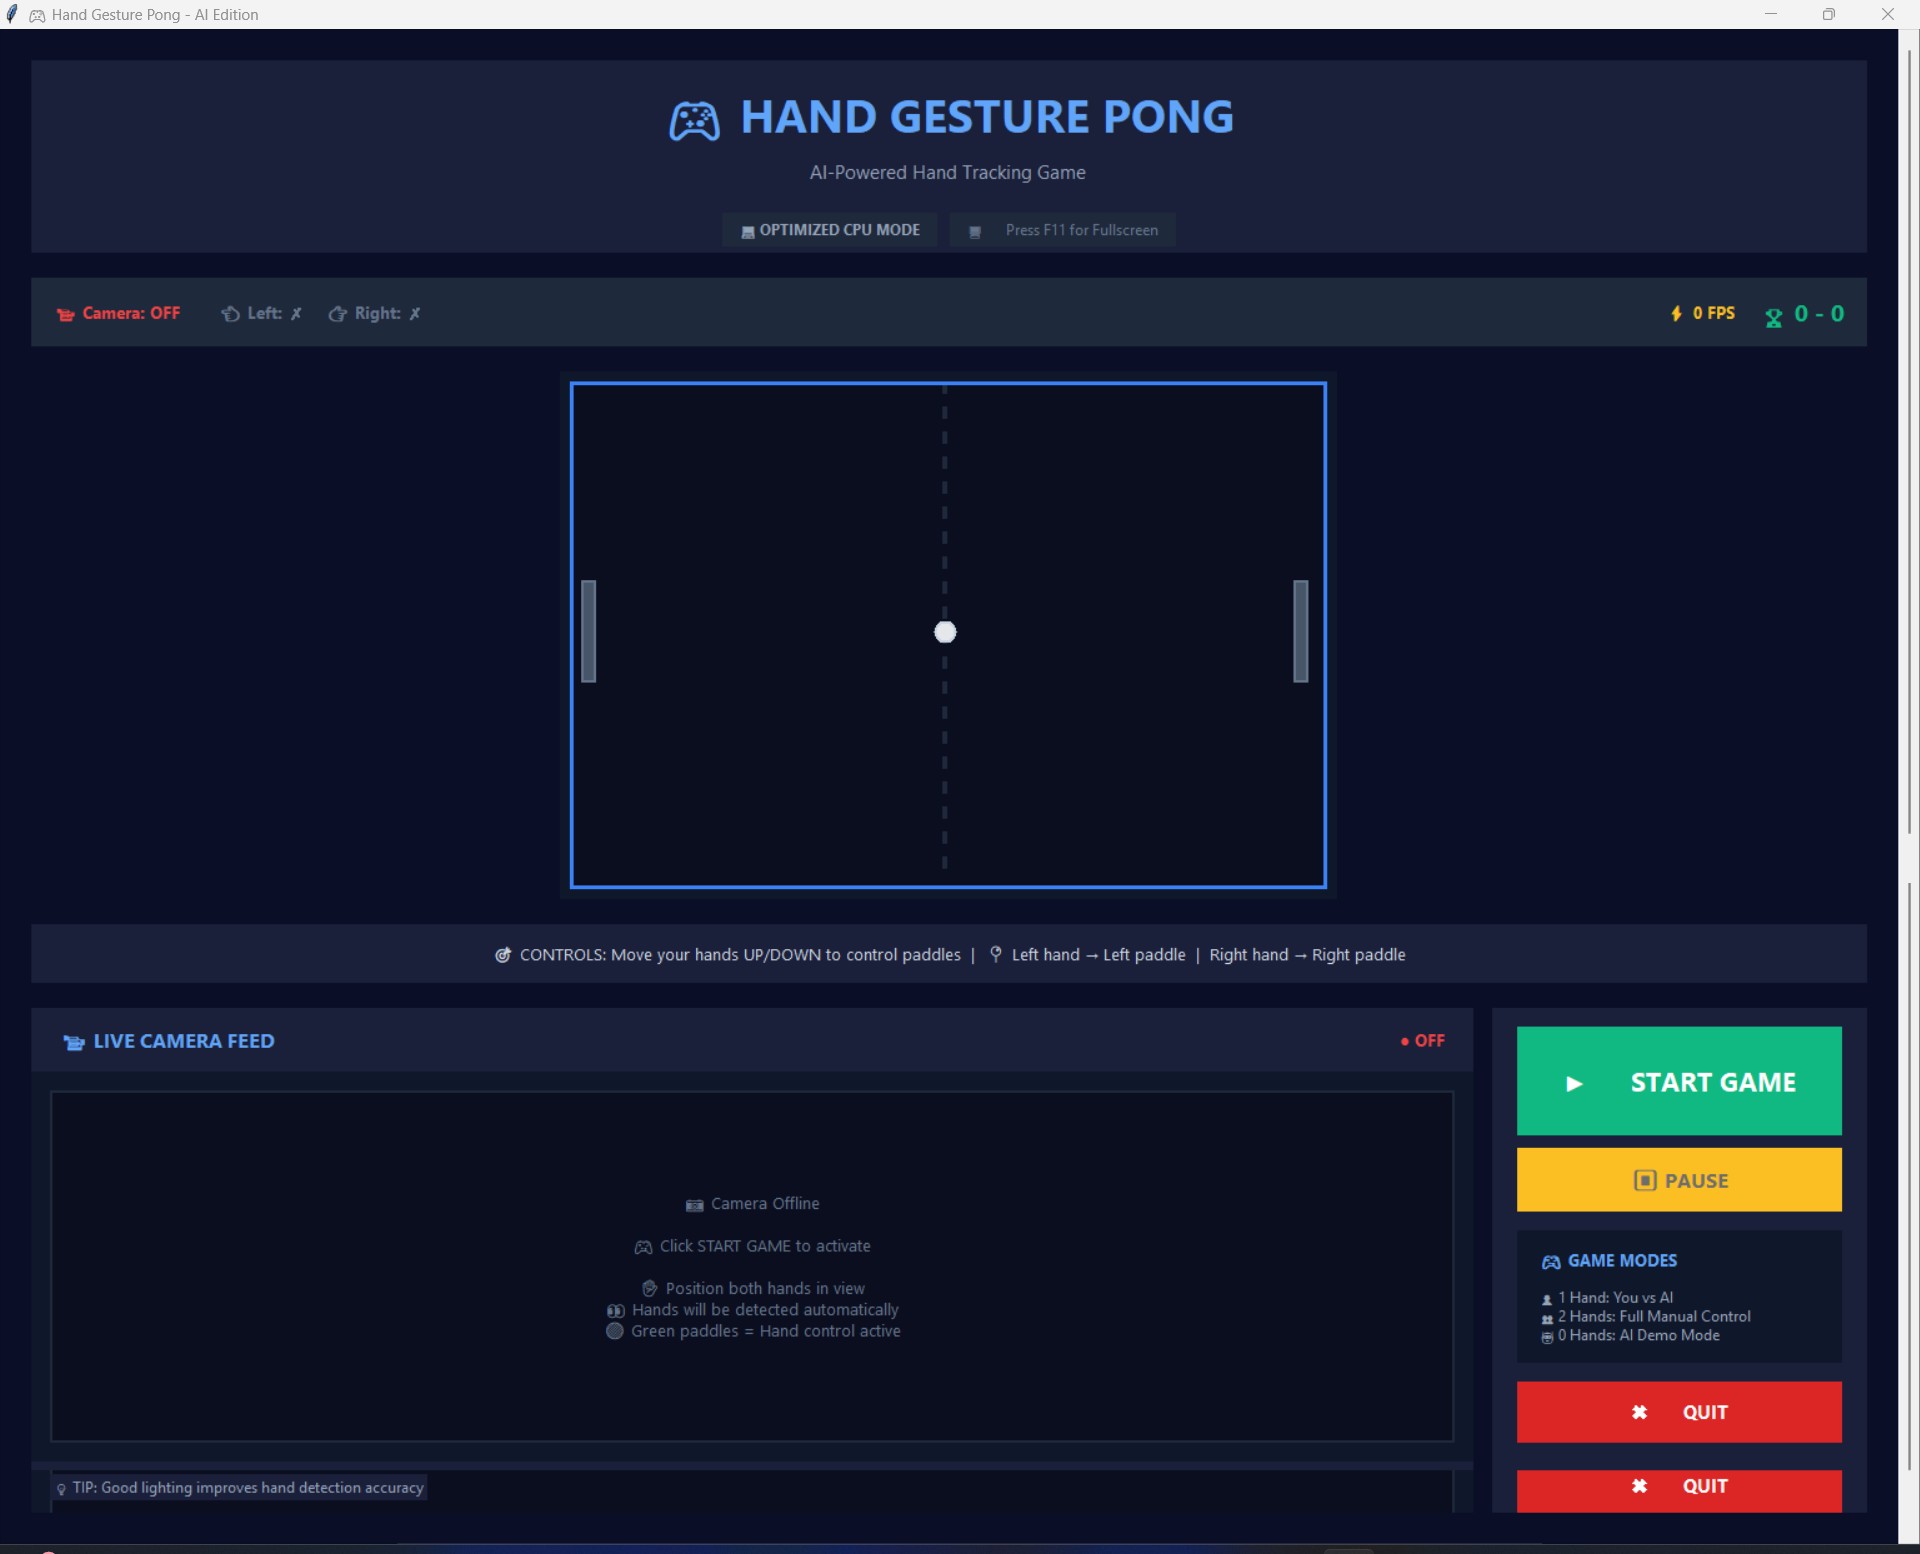 Hand Gesture Pong - AI Edition
HAND GESTURE PONG
AI-Powered Hand Tracking Game
OPTIMIZED CPU MODE
Press F11 for Fullscreen
Camera: OFF
Left: ✗
Right: ✗
0 FPS
0 - 0
CONTROLS: Move your hands UP/DOWN to control paddles | Left hand → Left paddle | Right hand → Right paddle
LIVE CAMERA FEED
● OFF
Camera Offline
Click START GAME to activate
Position both hands in view
Hands will be detected automatically
Green paddles = Hand control active
TIP: Good lighting improves hand detection accuracy
▶ START GAME
PAUSE
GAME MODES
1 Hand: You vs AI
2 Hands: Full Manual Control
0 Hands: AI Demo Mode
✖ QUIT
✖ QUIT